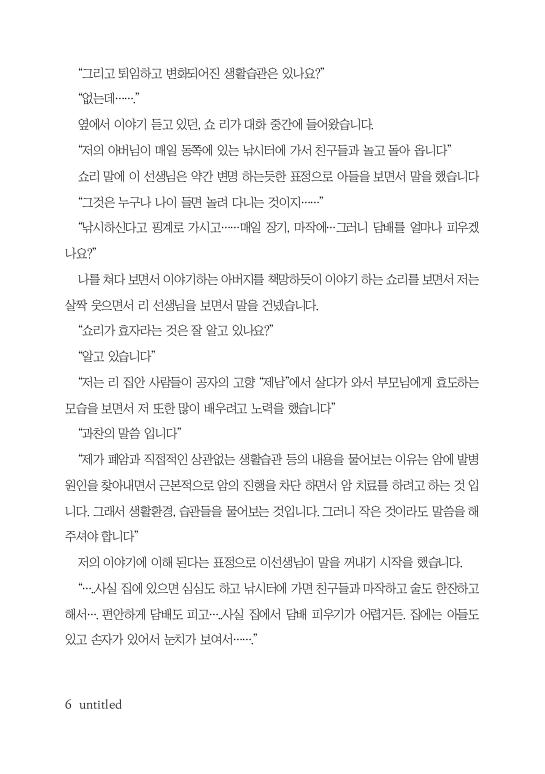 “그리고 퇴임하고 변화되어진 생활습관은 있나요?”
“없는데…….”
옆에서 이야기 듣고 있던, 쇼 리가 대화 중간에 들어왔습니다.
“저의 아버님이 매일 동쪽에 있는 낚시터에 가서 친구들과 놀고 돌아 옵니다”
쇼리 말에 이 선생님은 약간 변명 하는듯한 표정으로 아들을 보면서 말을 했습니다
“그것은 누구나 나이 들면 놀려 다니는 것이지……”
“낚시하신다고 핑계로 가시고……매일 장기, 마작에…그러니 담배를 얼마나 피우겠
나요?”
나를 쳐다 보면서 이야기하는 아버지를 책망하듯이 이야기 하는 쇼리를 보면서 저는
살짝 웃으면서 리 선생님을 보면서 말을 건넸습니다.
“쇼리가 효자라는 것은 잘 알고 있나요?”
“알고 있습니다”
“저는 리 집안 사람들이 공자의 고향 “제남”에서 살다가 와서 부모님에게 효도하는
모습을 보면서 저 또한 많이 배우려고 노력을 했습니다”
“과찬의 말씀 입니다”
“제가 폐암과 직접적인 상관없는 생활습관 등의 내용을 물어보는 이유는 암에 발병
원인을 찾아내면서 근본적으로 암의 진행을 차단 하면서 암 치료를 하려고 하는 것 입
니다. 그래서 생활환경, 습관들을 물어보는 것입니다. 그러니 작은 것이라도 말씀을 해
주셔야 합니다”
저의 이야기에 이해 된다는 표정으로 이선생님이 말을 꺼내기 시작을 했습니다.
“…..사실 집에 있으면 심심도 하고 낚시터에 가면 친구들과 마작하고 술도 한잔하고
해서…. 편안하게 담배도 피고…..사실 집에서 담배 피우기가 어렵거든. 집에는 아들도
있고 손자가 있어서 눈치가 보여서…….”
6 untitled